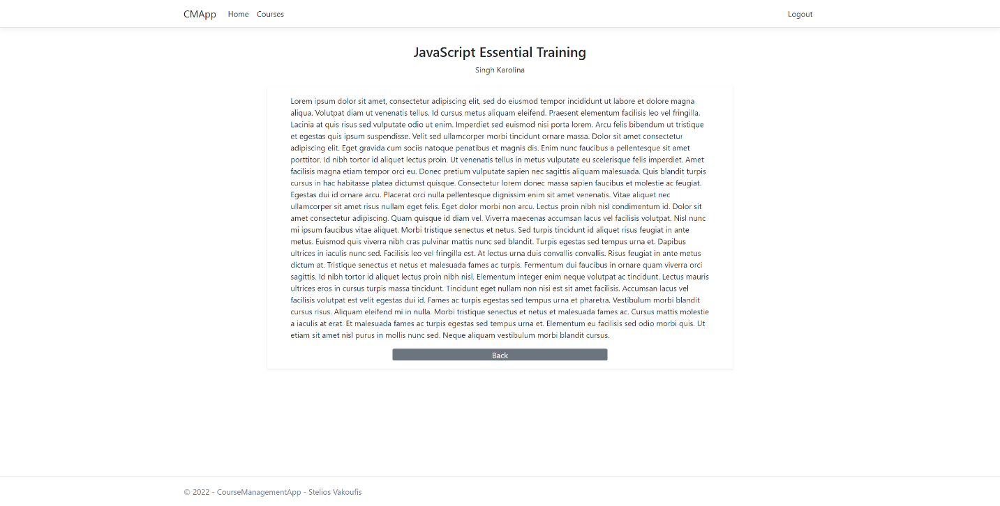 CMApp Home Courses Logout
JavaScript Essential Training
Singh Karolina
Lorem ipsum dolor sit amet, consectetur adipiscing elit, sed do eiusmod tempor incididunt ut labore et dolore magna
aliqua. Volutpat diam ut venenatis tellus. Id cursus metus aliquam eleifend. Praesent elementum facilisis leo vel fringilla.
Lacinia at quis risus sed vulputate odio ut enim. Imperdiet sed euismod nisi porta lorem. Arcu felis bibendum ut tristique
et egestas quis ipsum suspendisse. Velit sed ullamcorper morbi tincidunt ornare massa. Dolor sit amet consectetur
adipiscing elit. Eget gravida cum sociis natoque penatibus et magnis dis. Enim nunc faucibus a pellentesque sit amet
porttitor. Id nibh tortor id aliquet lectus proin. Ut venenatis tellus in metus vulputate eu scelerisque felis imperdiet. Amet
facilisis magna etiam tempor orci eu. Donec pretium vulputate sapien nec sagittis aliquam malesuada. Quis blandit turpis
cursus in hac habitasse platea dictumst quisque. Consectetur lorem donec massa sapien faucibus et molestie ac feugiat.
Egestas dui id ornare arcu. Placerat orci nulla pellentesque dignissim enim sit amet venenatis. Vitae aliquet nec
ullamcorper sit amet risus nullam eget felis. Eget dolor morbi non arcu. Lectus proin nibh nisl condimentum id. Dolor sit
amet consectetur adipiscing. Quam quisque id diam vel. Viverra maecenas accumsan lacus vel facilisis volutpat. Nisl nunc
mi ipsum faucibus vitae aliquet. Morbi tristique senectus et netus. Sed turpis tincidunt id aliquet risus feugiat in ante
metus. Euismod quis viverra nibh cras pulvinar mattis nunc sed blandit. Turpis egestas sed tempus urna et. Dapibus
ultrices in iaculis nunc sed. Facilisis leo vel fringilla est. At lectus urna duis convallis convallis. Risus feugiat in ante metus
dictum at. Tristique senectus et netus et malesuada fames ac turpis. Fermentum dui faucibus in ornare quam viverra orci
sagittis. Id nibh tortor id aliquet lectus proin nibh nisl. Elementum integer enim neque volutpat ac tincidunt. Lectus mauris
ultrices eros in cursus turpis massa tincidunt. Tincidunt eget nullam non nisi est sit amet facilisis. Accumsan lacus vel
facilisis volutpat est velit egestas dui id. Fames ac turpis egestas sed tempus urna et pharetra. Vestibulum morbi blandit
cursus risus. Aliquam eleifend mi in nulla. Morbi tristique senectus et netus et malesuada fames ac. Cursus mattis molestie
a iaculis at erat. Et malesuada fames ac turpis egestas sed tempus urna et. Elementum eu facilisis sed odio morbi quis. Ut
etiam sit amet nisl purus in mollis nunc sed. Neque aliquam vestibulum morbi blandit cursus.
Back
© 2022 - CourseManagementApp - Stelios Vakoufis